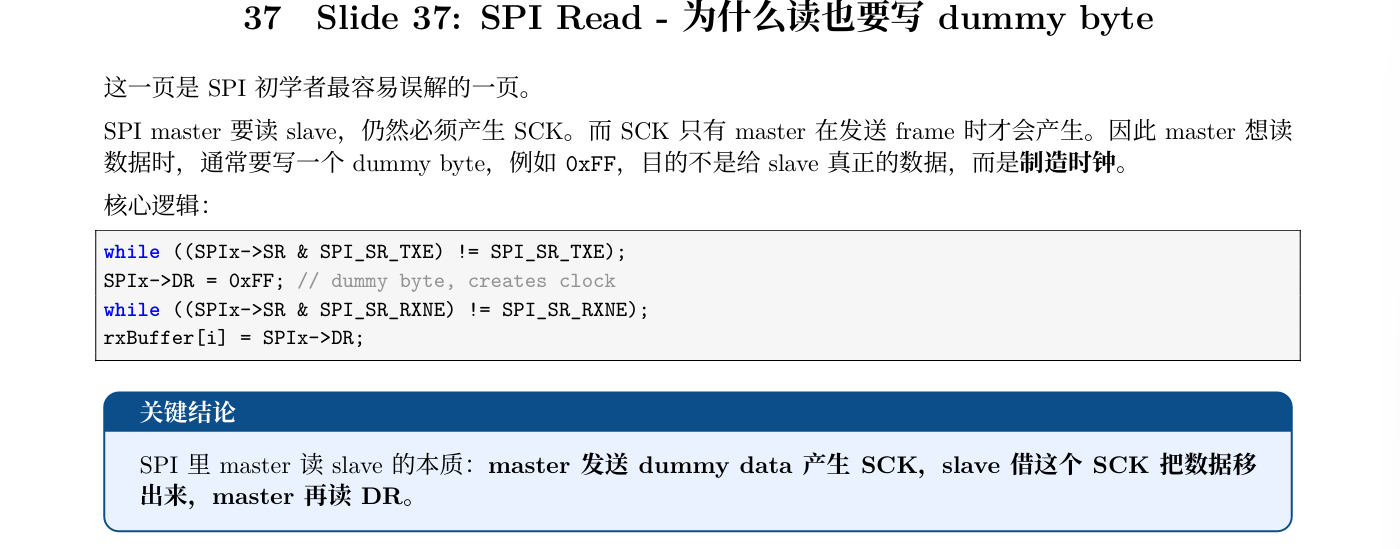 37 Slide 37: SPI Read - 为什么读也要写 dummy byte
这一页是 SPI 初学者最容易误解的一页。
SPI master 要读 slave，仍然必须产生 SCK。而 SCK 只有 master 在发送 frame 时才会产生。因此 master 想读
数据时，通常要写一个 dummy byte，例如 0xFF，目的不是给 slave 真正的数据，而是制造时钟。
核心逻辑：
while ((SPIx->SR & SPI_SR_TXE) != SPI_SR_TXE);
SPIx->DR = 0xFF; // dummy byte, creates clock
while ((SPIx->SR & SPI_SR_RXNE) != SPI_SR_RXNE);
rxBuffer[i] = SPIx->DR;
关键结论
SPI 里 master 读 slave 的本质：master 发送 dummy data 产生 SCK，slave 借这个 SCK 把数据移
出来，master 再读 DR。